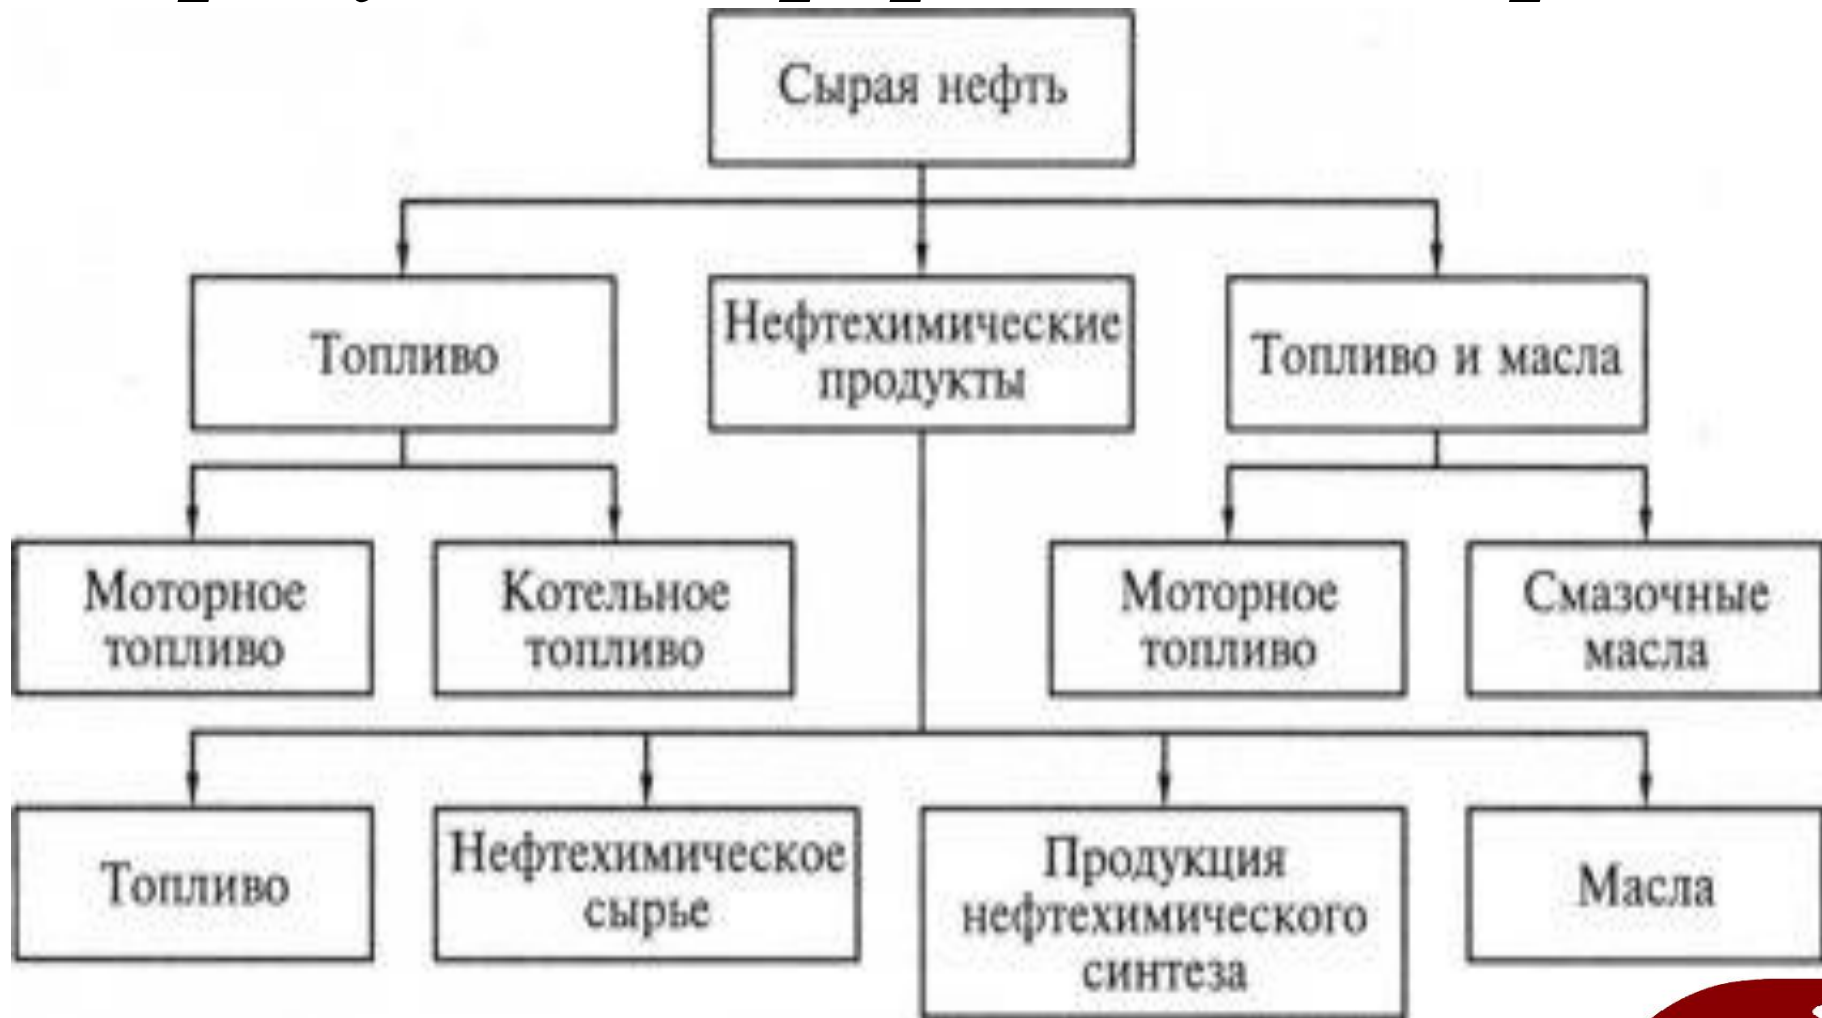 Сырая нефть
Топливо
Нефтехимические
продукты
Топливо и масла
Моторное
топливо
Котельное
топливо
Моторное
топливо
Смазочные
масла
Топливо
Нефтехимическое
сырье
Продукция
нефтехимического
синтеза
Масла